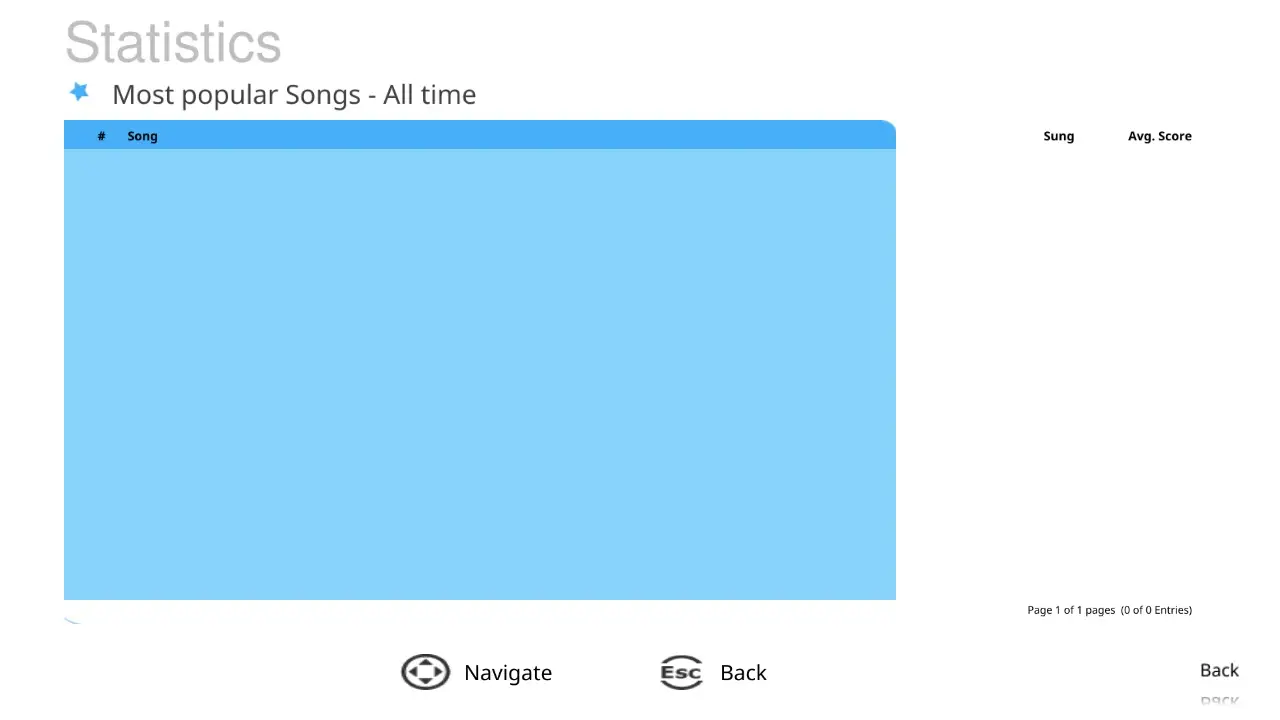 Statistics
Most popular Songs - All time
# Song Sung Avg. Score
Page 1 of 1 pages (0 of 0 Entries)
Navigate Esc Back
Back